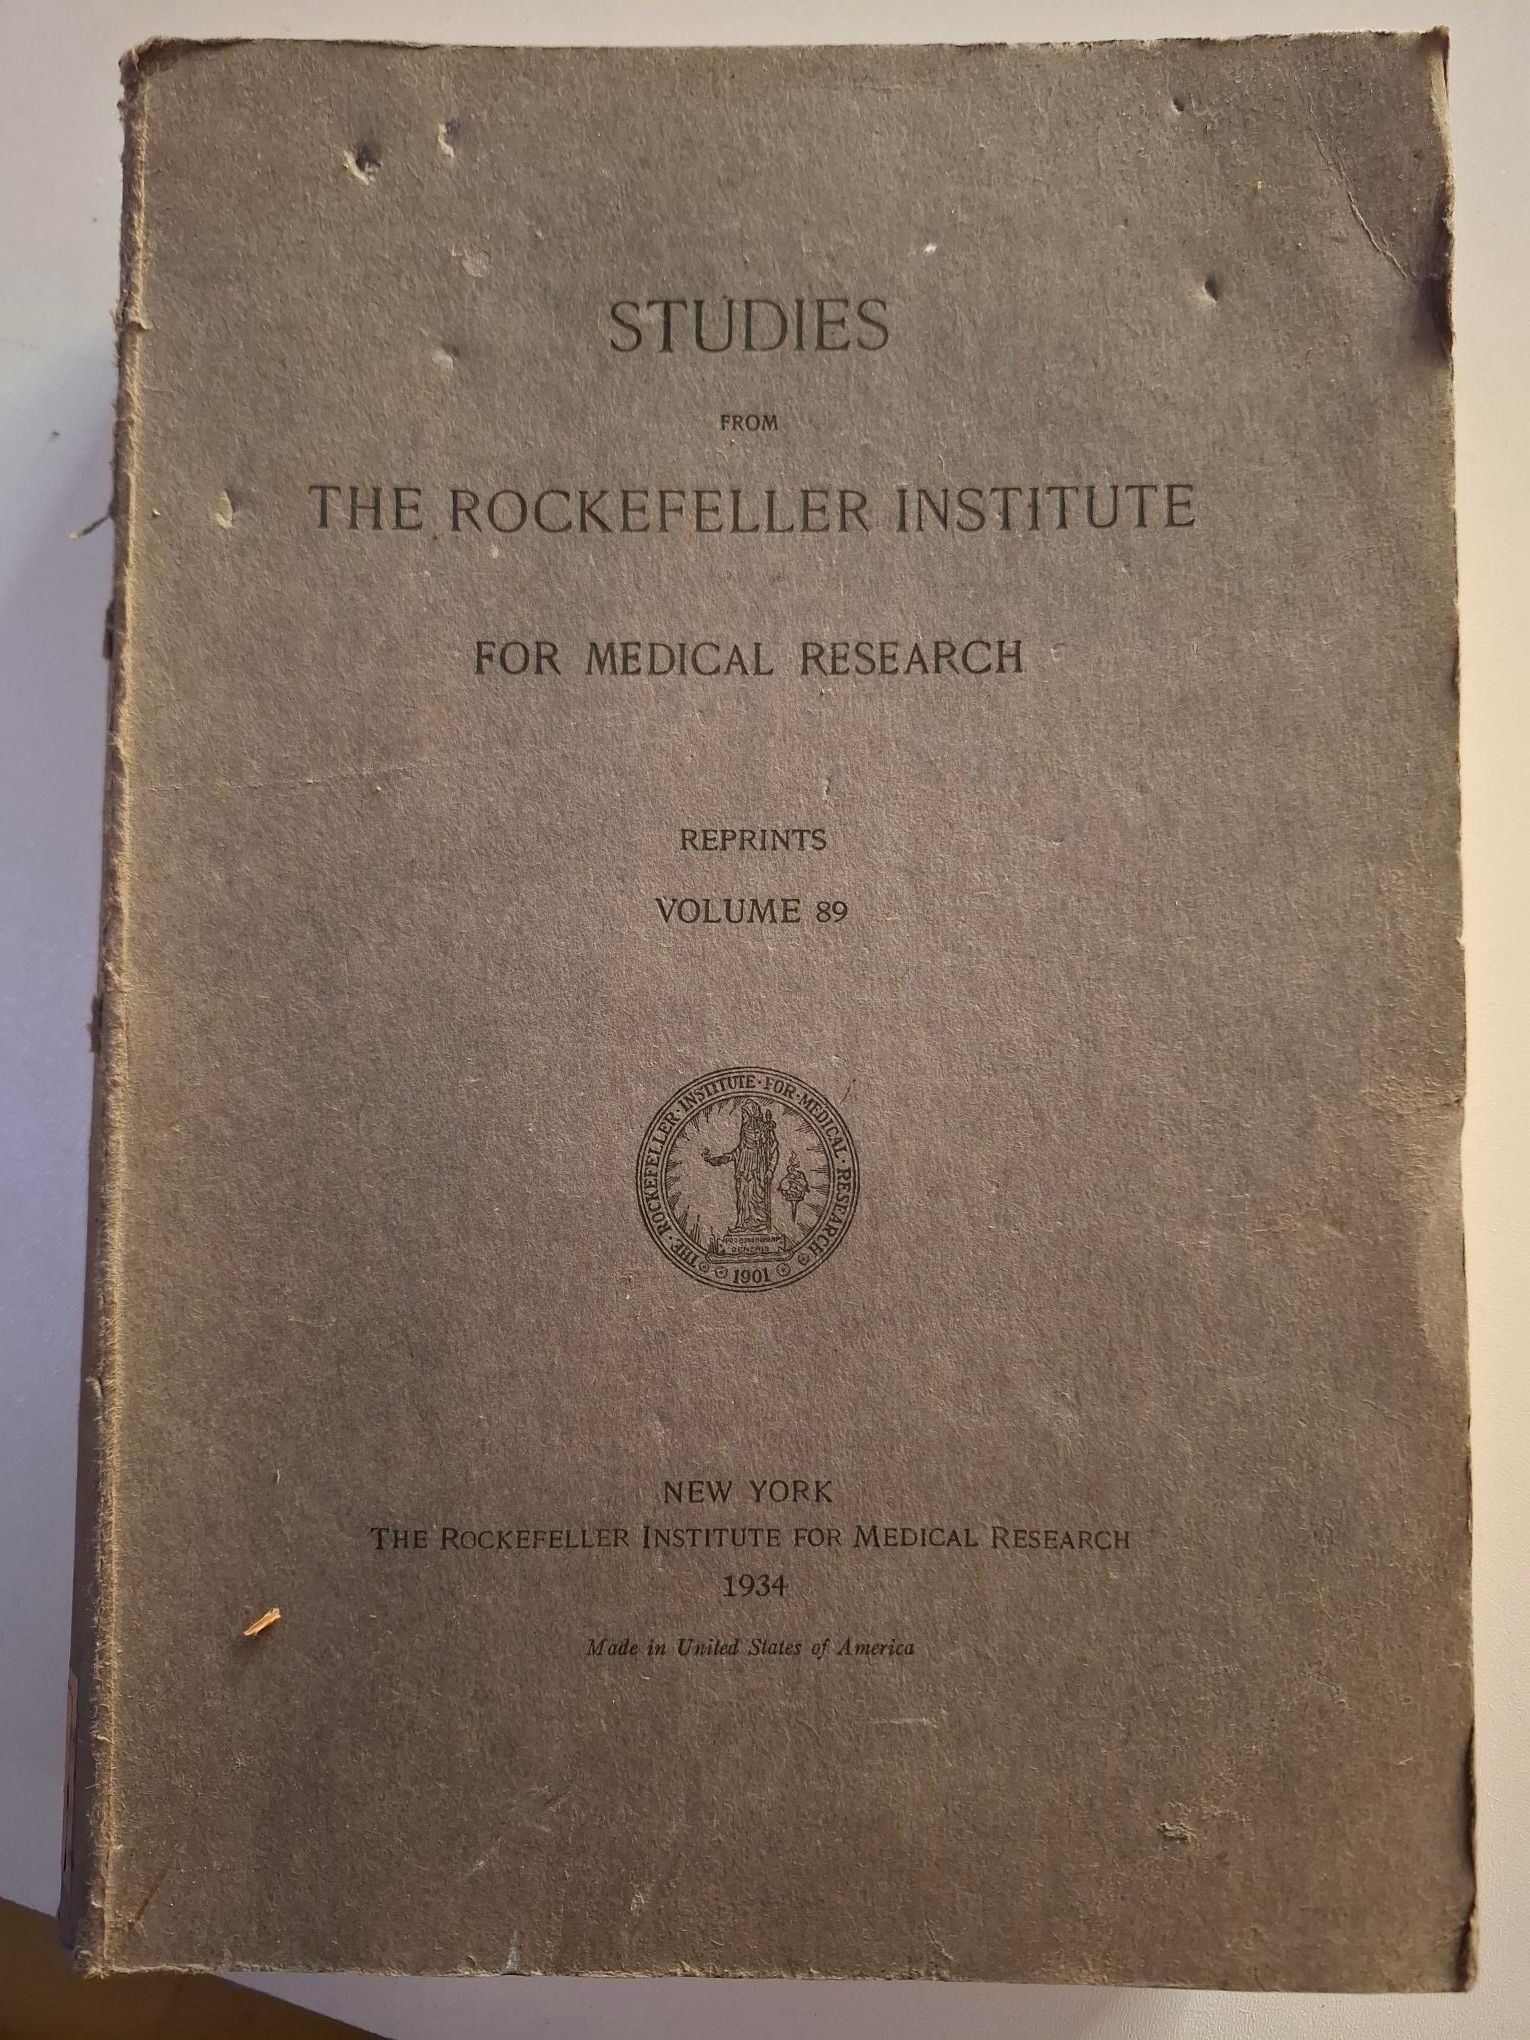 STUDIES
FROM
THE ROCKEFELLER INSTITUTE
FOR MEDICAL RESEARCH
REPRINTS
VOLUME 89
THE · ROCKEFELLER · INSTITUTE · FOR · MEDICAL · RESEARCH
1901
NEW YORK
THE ROCKEFELLER INSTITUTE FOR MEDICAL RESEARCH
1934
Made in United States of America